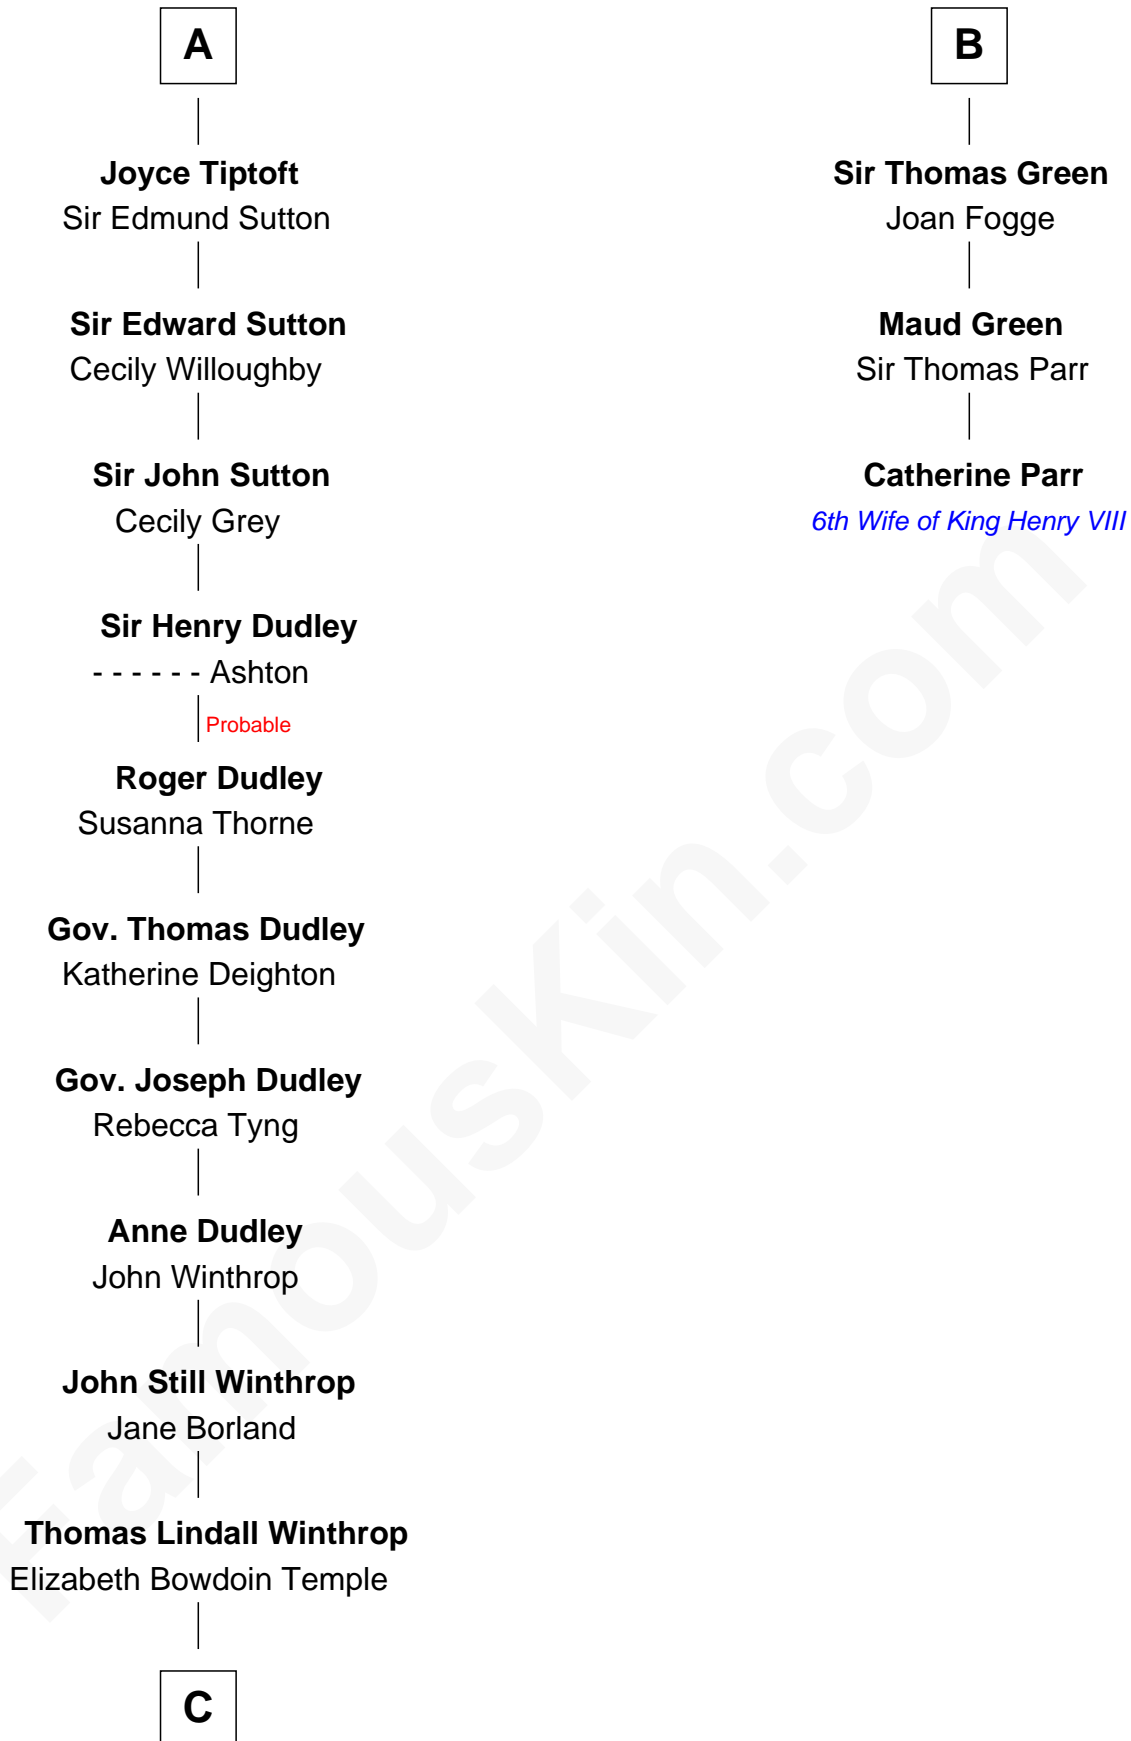 A
Joyce Tiptoft
Sir Edmund Sutton
Sir Edward Sutton
Cecily Willoughby
Sir John Sutton
Cecily Grey
Sir Henry Dudley
- - - - - - Ashton
Probable
Roger Dudley
Susanna Thorne
Gov. Thomas Dudley
Katherine Deighton
Gov. Joseph Dudley
Rebecca Tyng
Anne Dudley
John Winthrop
John Still Winthrop
Jane Borland
Thomas Lindall Winthrop
Elizabeth Bowdoin Temple
C
B
Sir Thomas Green
Joan Fogge
Maud Green
Sir Thomas Parr
Catherine Parr
6th Wife of King Henry VIII
FamousKin.com